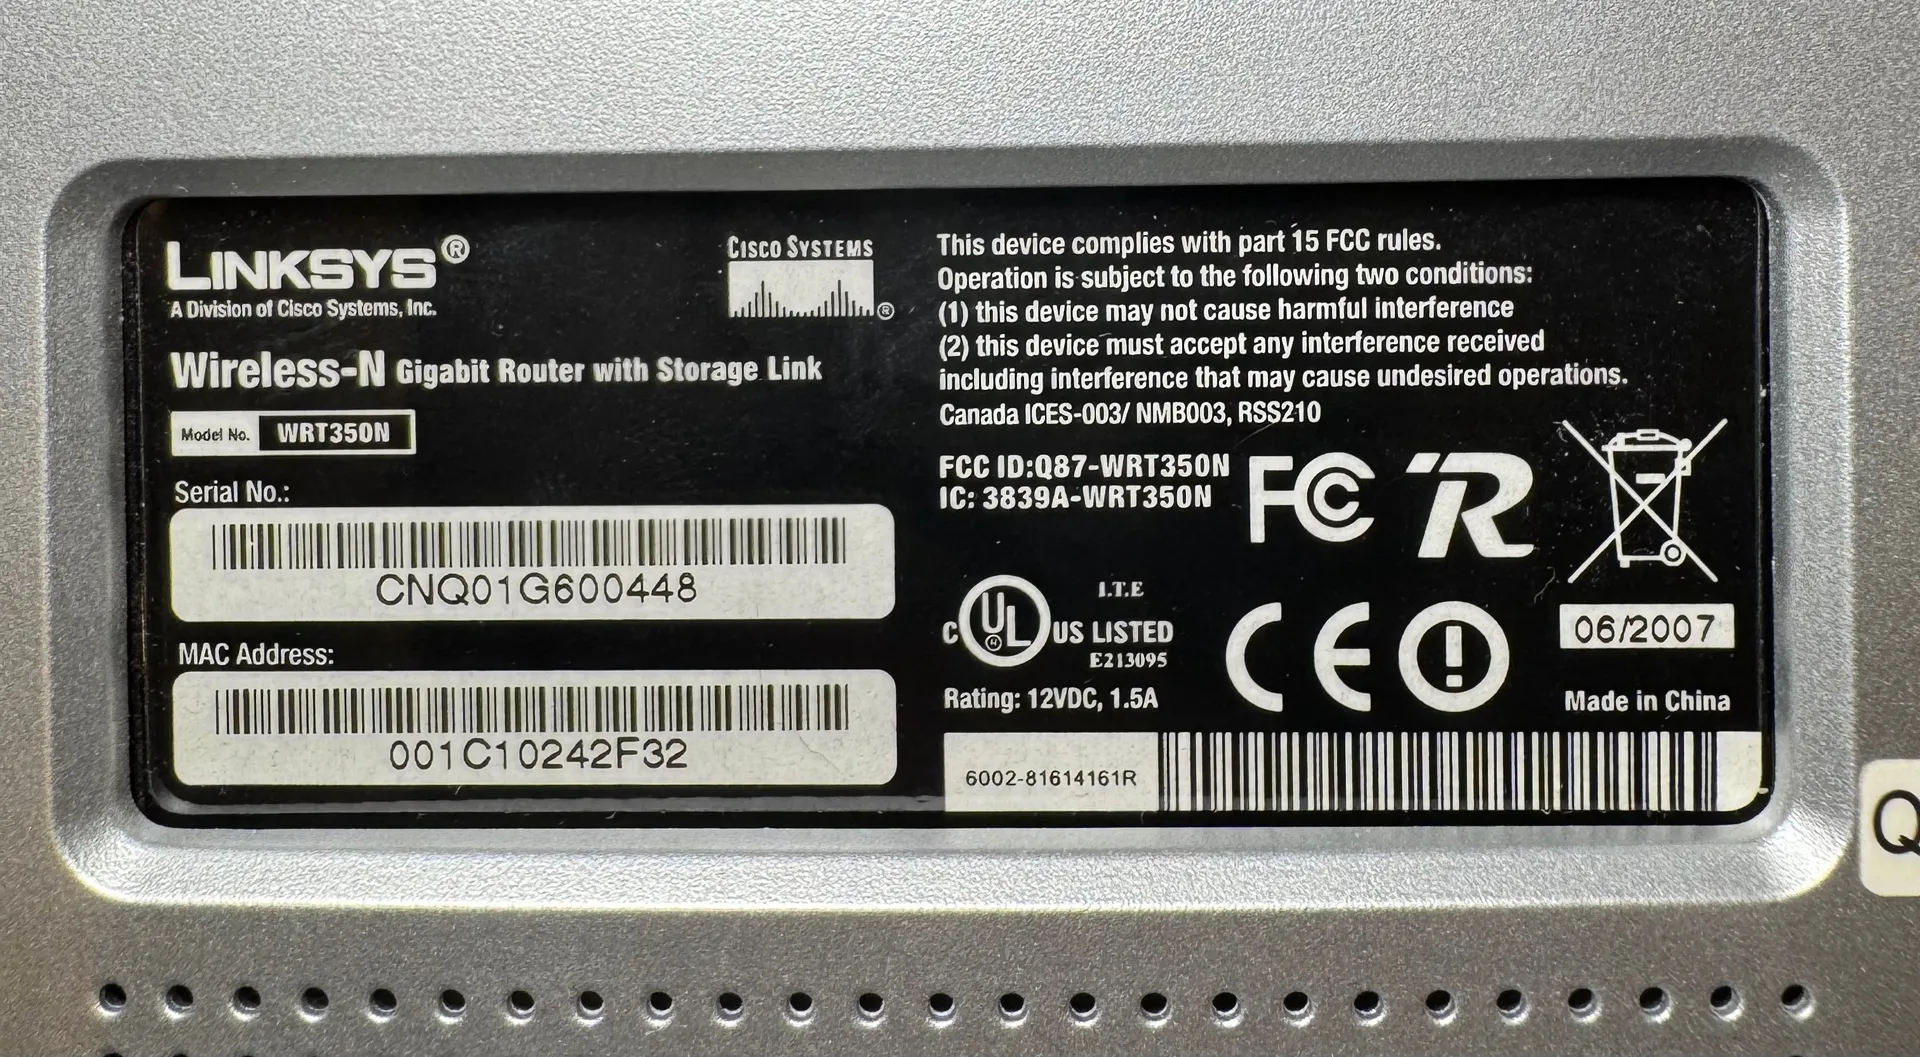 LINKSYS®
A Division of Cisco Systems, Inc.
CISCO SYSTEMS
®
Wireless-N Gigabit Router with Storage Link
Model No. WRT350N
Serial No.:
CNQ01G600448
MAC Address:
001C10242F32
This device complies with part 15 FCC rules.
Operation is subject to the following two conditions:
(1) this device may not cause harmful interference
(2) this device must accept any interference received
including interference that may cause undesired operations.
Canada ICES-003/ NMB003, RSS210
FCC ID:Q87-WRT350N
IC: 3839A-WRT350N
FC
R
I.T.E
C UL US LISTED
E213095
CE
06/2007
Rating: 12VDC, 1.5A
Made in China
6002-81614161R
Q